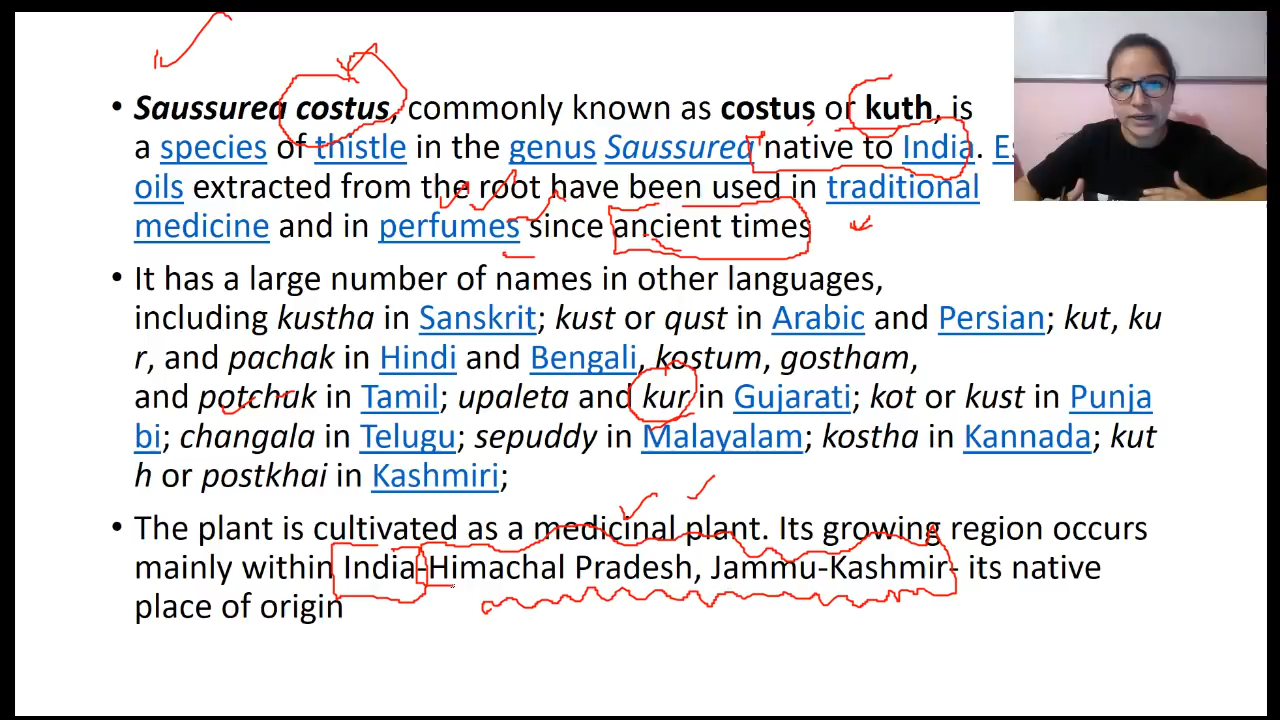 • Saussurea costus, commonly known as costus or kuth, is
a species of thistle in the genus Saussurea native to India.
oils extracted from the root have been used in traditional
medicine and in perfumes since ancient times
• It has a large number of names in other languages,
including kustha in Sanskrit; kust or qust in Arabic and Persian; kut, ku
r, and pachak in Hindi and Bengali, kostum, gostham,
and potchuk in Tamil; upaleta and kur in Gujarati; kot or kust in Punja
bi; changala in Telugu; sepuddy in Malayalam; kostha in Kannada; kut
h or postkhai in Kashmiri;
• The plant is cultivated as a medicinal plant. Its growing region occurs
mainly within India-Himachal Pradesh, Jammu-Kashmir- its native
place of origin